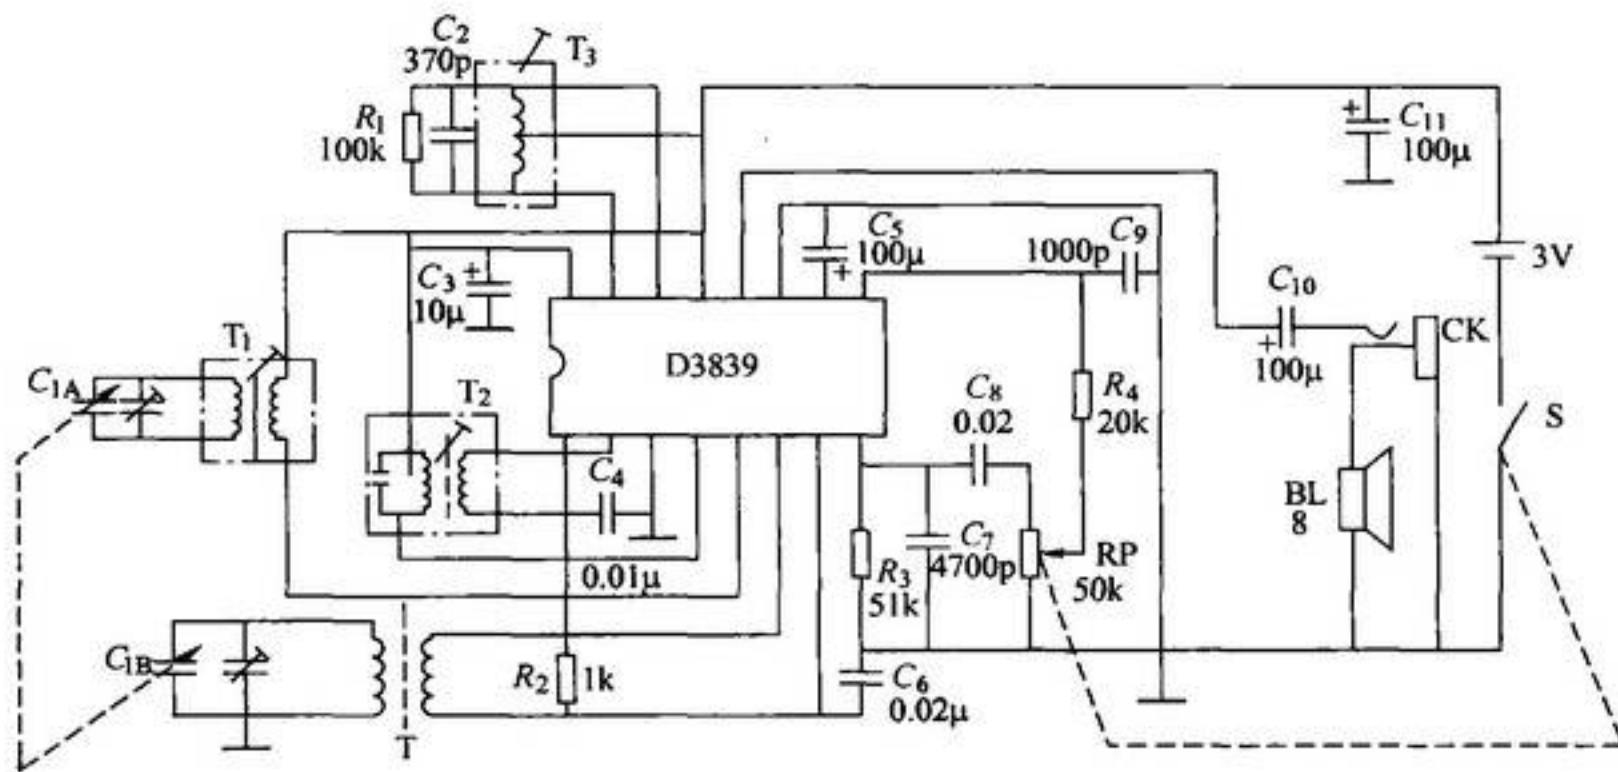 C2
370p
T3
R1
100k
C11
100μ
C5
100μ
C9
1000p
3V
C3
10μ
C10
100μ
CK
T1
D3839
C1A
T2
C8
0.02
R4
20k
S
C4
BL
8
C7
4700p
RP
50k
0.01μ
R3
51k
C1B
R2
1k
C6
0.02μ
T